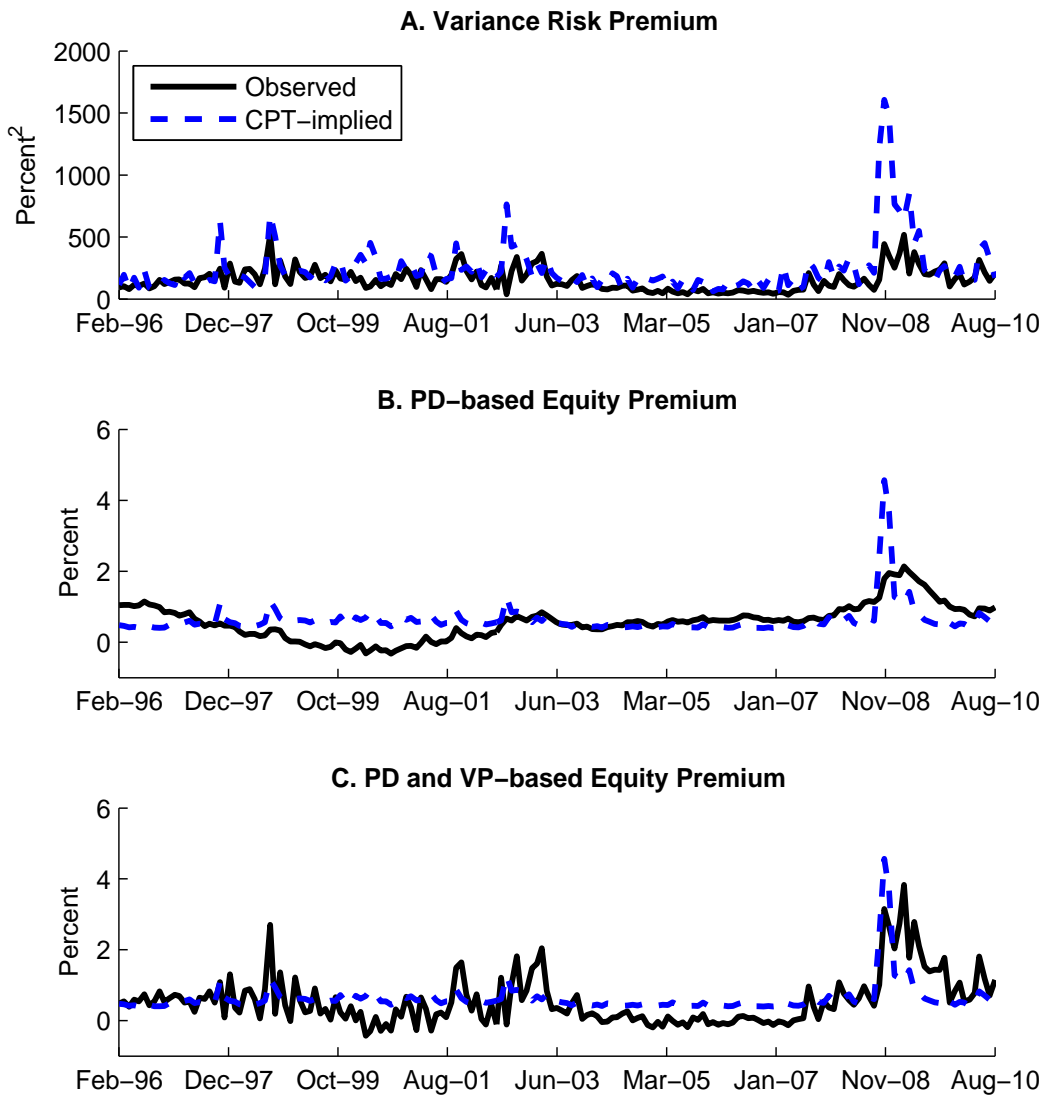 A. Variance Risk Premium
2000
1500
1000
500
0
Percent²
Observed
CPT−implied
Feb−96 Dec−97 Oct−99 Aug−01 Jun−03 Mar−05 Jan−07 Nov−08 Aug−10
B. PD−based Equity Premium
6
4
2
0
Percent
Feb−96 Dec−97 Oct−99 Aug−01 Jun−03 Mar−05 Jan−07 Nov−08 Aug−10
C. PD and VP−based Equity Premium
6
4
2
0
Percent
Feb−96 Dec−97 Oct−99 Aug−01 Jun−03 Mar−05 Jan−07 Nov−08 Aug−10